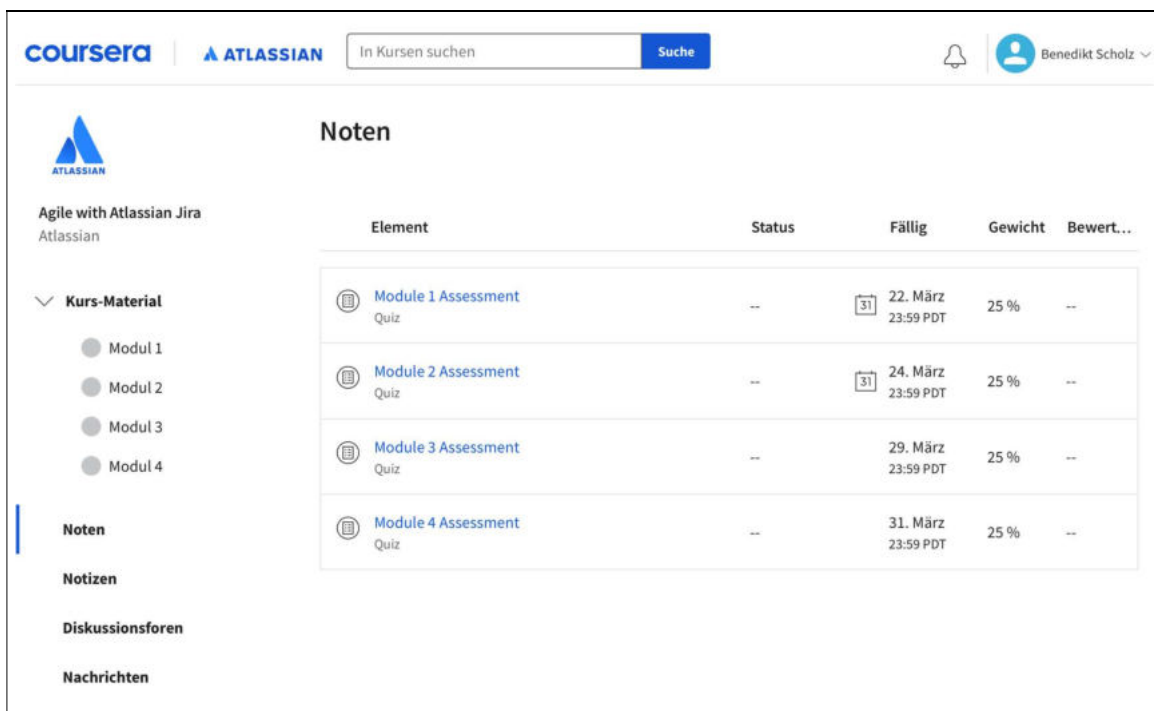 coursera
ATLASSIAN
In Kursen suchen
Suche
Benedikt Scholz
ATLASSIAN
Agile with Atlassian Jira
Atlassian
Kurs-Material
Modul 1
Modul 2
Modul 3
Modul 4
Noten
Notizen
Diskussionsforen
Nachrichten
Noten
Element Status Fällig Gewicht Bewert...
Module 1 Assessment
Quiz
--
31
22. März
23:59 PDT
25 %
--
Module 2 Assessment
Quiz
--
31
24. März
23:59 PDT
25 %
--
Module 3 Assessment
Quiz
--
29. März
23:59 PDT
25 %
--
Module 4 Assessment
Quiz
--
31. März
23:59 PDT
25 %
--